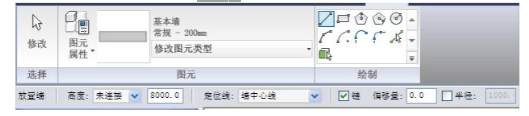 基本墙
常规 - 200mm
修改
图元
属性
修改图元类型
选择
图元
绘制
放置墙 高度: 未连接 8000.0 定位线: 墙中心线 链 偏移量: 0.0 半径: 1000.